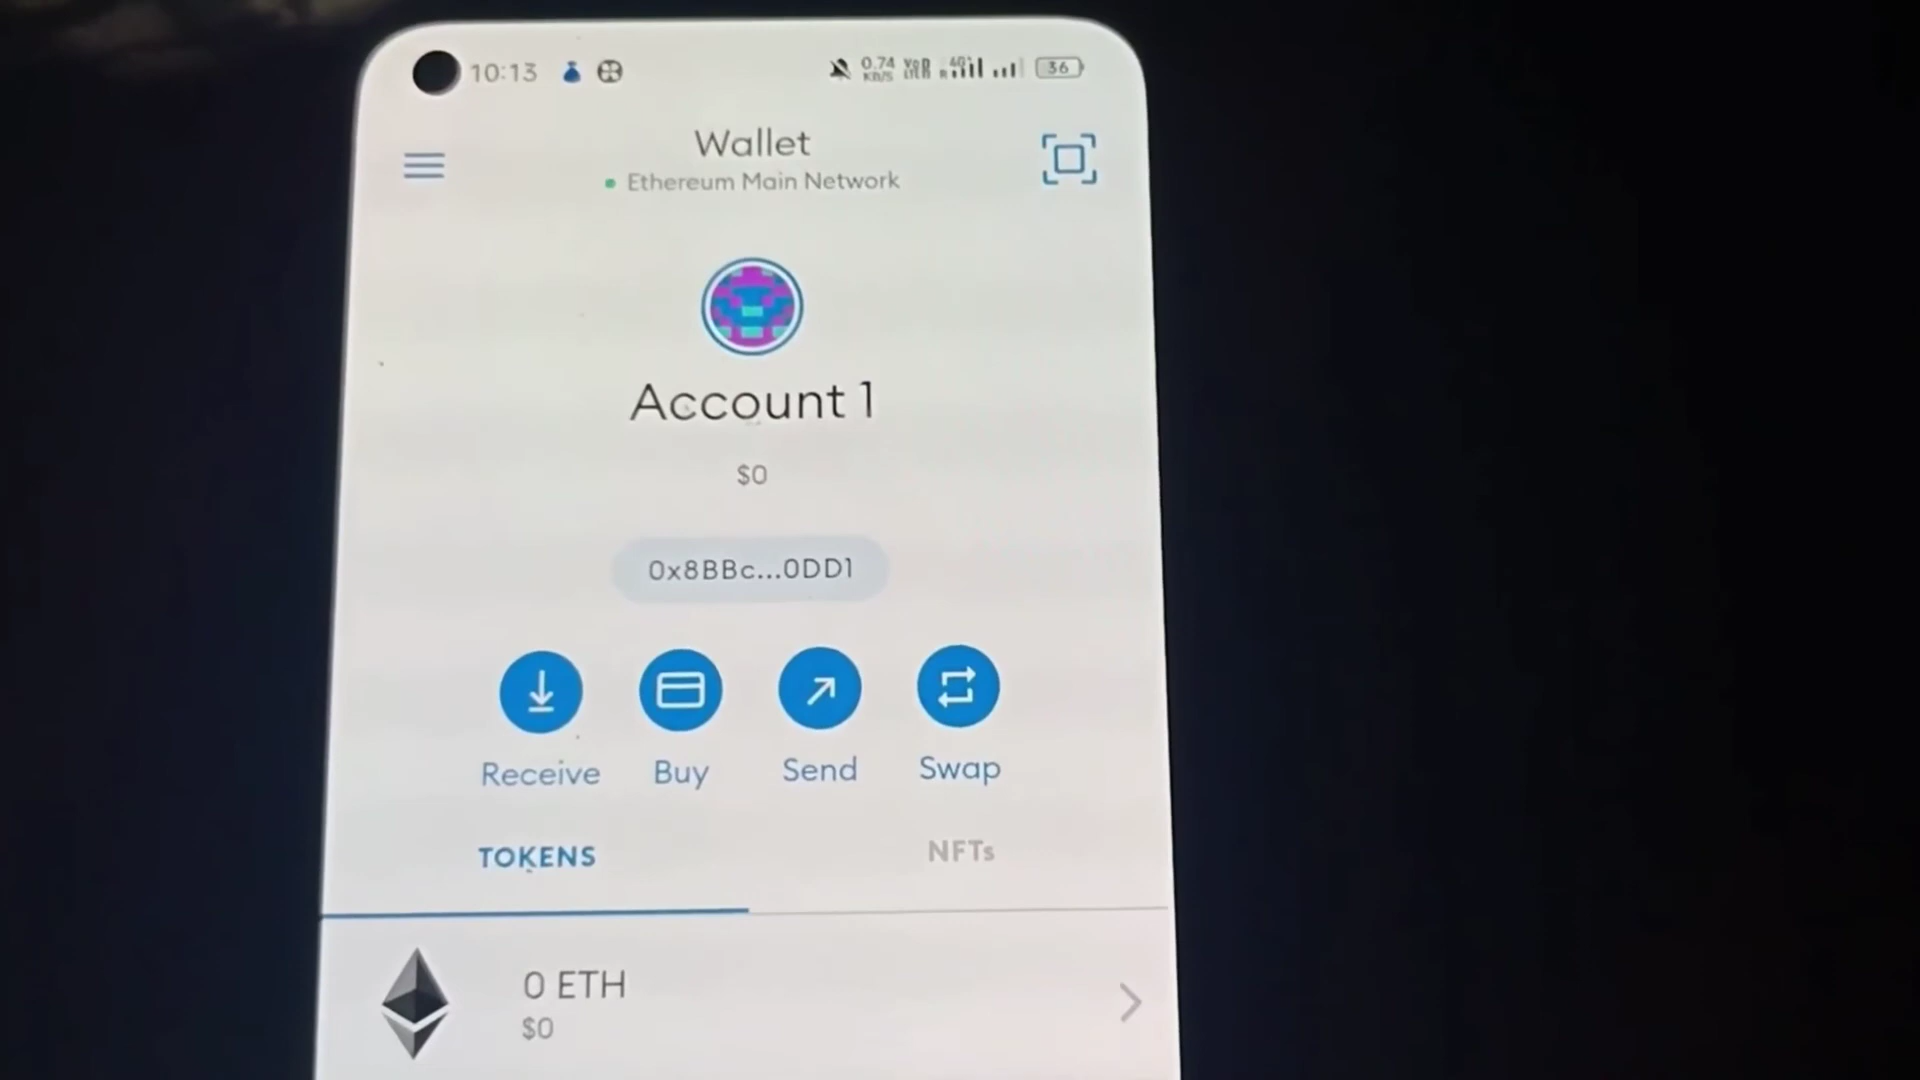 10:13
0.74 KB/S
4G
36
Wallet
Ethereum Main Network
Account 1
$0
0x8BBc...0DD1
Receive Buy Send Swap
TOKENS NFTs
0 ETH
$0